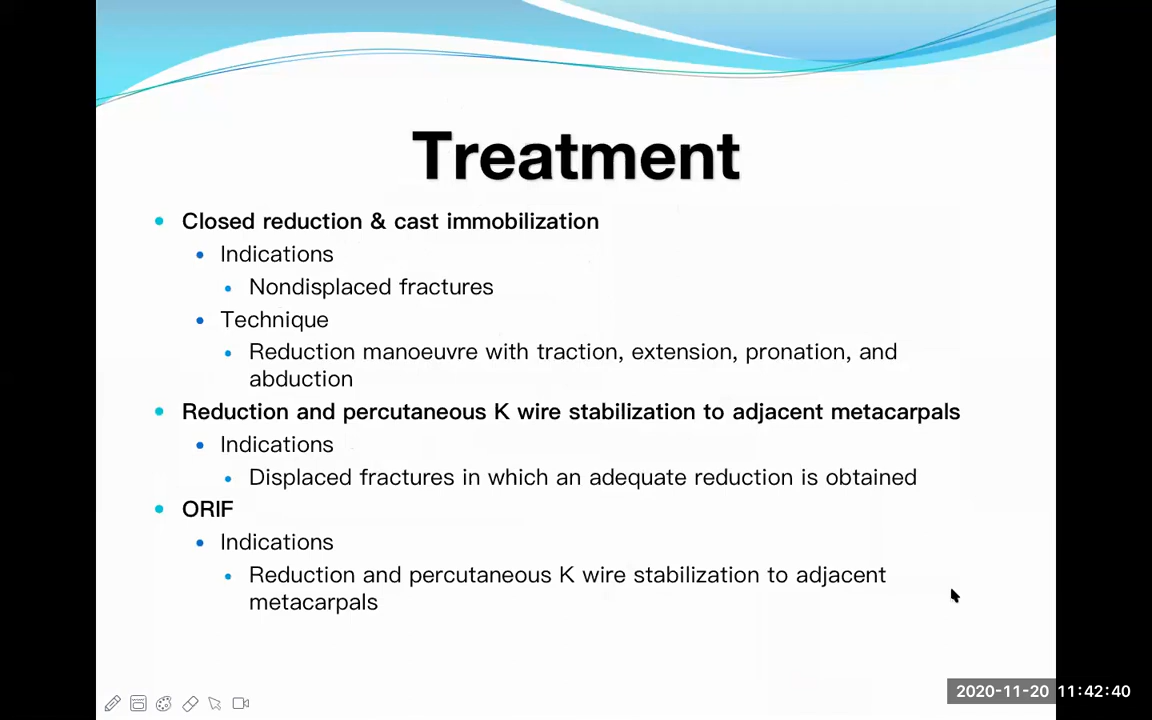 Treatment
Closed reduction & cast immobilization
Indications
Nondisplaced fractures
Technique
Reduction manoeuvre with traction, extension, pronation, and
abduction
Reduction and percutaneous K wire stabilization to adjacent metacarpals
Indications
Displaced fractures in which an adequate reduction is obtained
ORIF
Indications
Reduction and percutaneous K wire stabilization to adjacent
metacarpals
2020-11-20 11:42:40